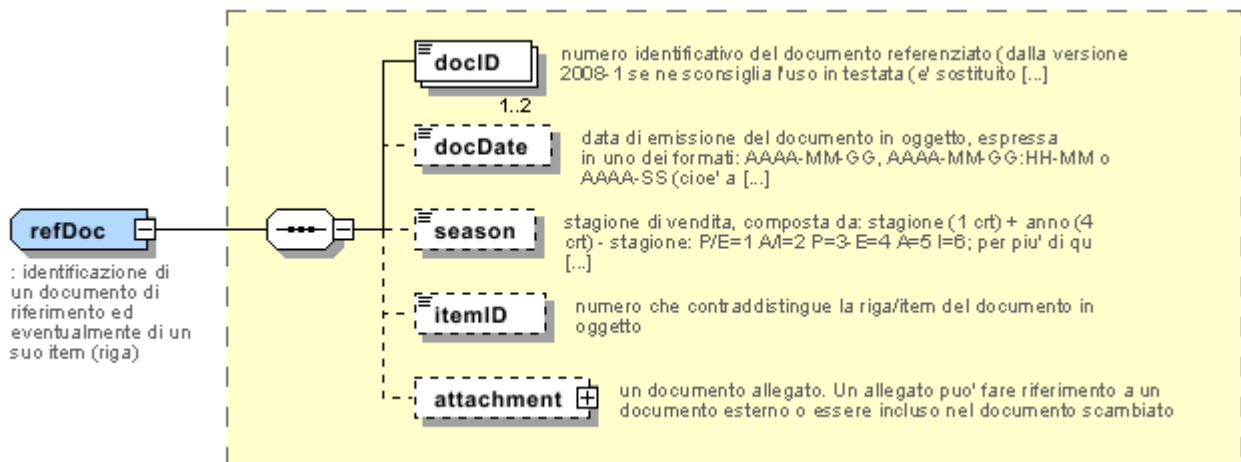 docID
numero identificativo del documento referenziato (dalla versione
2008-1 se ne sconsiglia l'uso in testata (e' sostituito [...]
1..2
docDate
data di emissione del documento in oggetto, espressa
in uno dei formati: AAAA-MM-GG, AAAA-MM-GG:HH-MM o
AAAA-SS (cioe' a [...]
refDoc
: identificazione di
un documento di
riferimento ed
eventualmente di un
suo item (riga)
season
stagione di vendita, composta da: stagione (1 crt) + anno (4
crt) - stagione: P/E=1 A/I=2 P=3- E=4 A=5 I=6; per piu' di qu
[...]
itemID
numero che contraddistingue la riga/item del documento in
oggetto
attachment
un documento allegato. Un allegato puo' fare riferimento a un
documento esterno o essere incluso nel documento scambiato